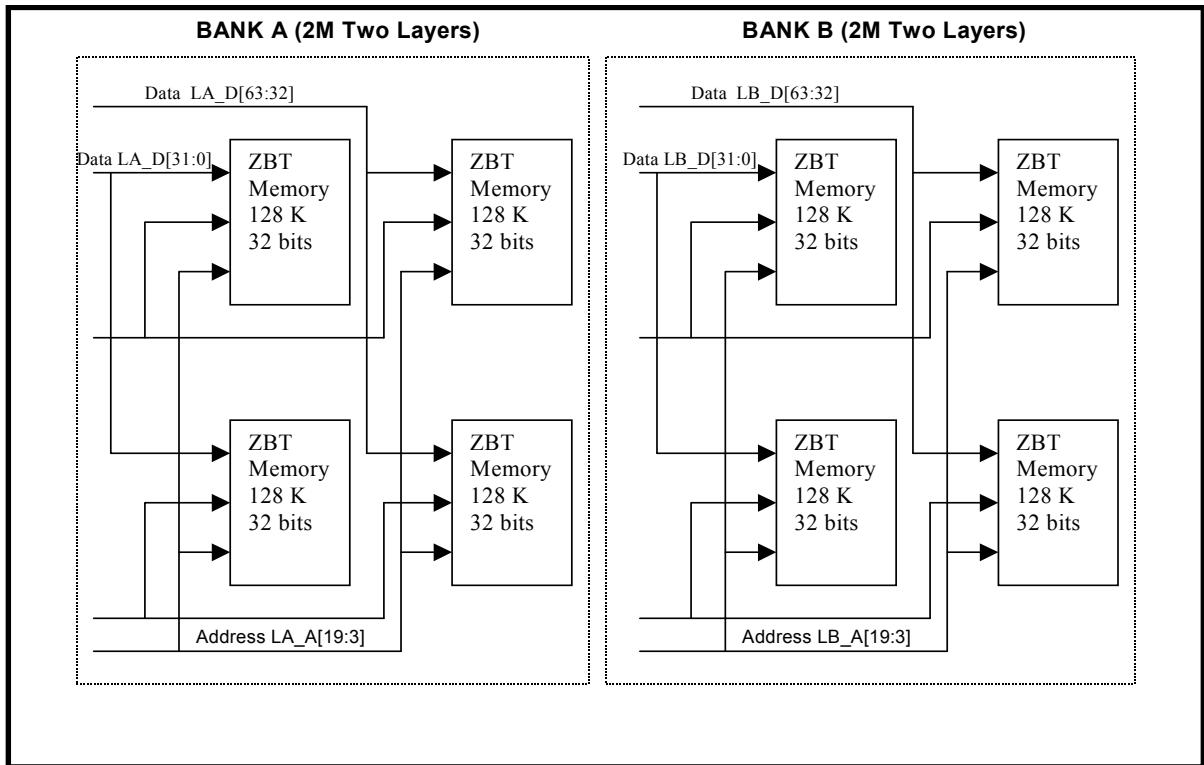 BANK A (2M Two Layers)
BANK B (2M Two Layers)
Data LA_D[63:32]
Data LB_D[63:32]
Data LA_D[31:0]
ZBT
Memory
128 K
32 bits
ZBT
Memory
128 K
32 bits
Data LB_D[31:0]
ZBT
Memory
128 K
32 bits
ZBT
Memory
128 K
32 bits
ZBT
Memory
128 K
32 bits
ZBT
Memory
128 K
32 bits
ZBT
Memory
128 K
32 bits
ZBT
Memory
128 K
32 bits
Address LA_A[19:3]
Address LB_A[19:3]